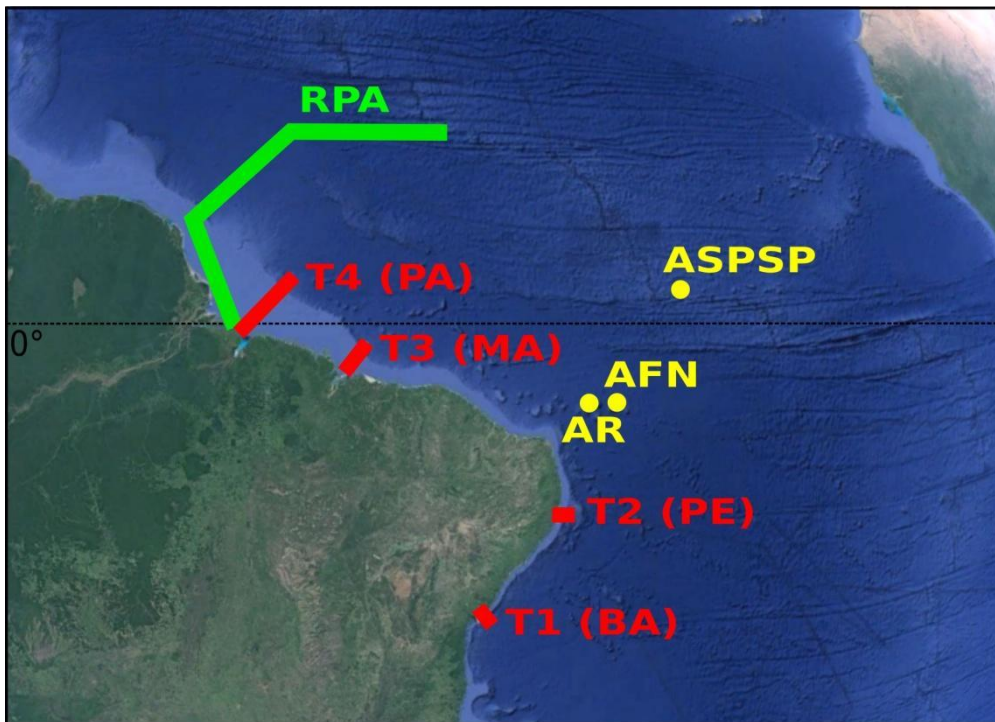 RPA
ASPSP
T4 (PA)
0°
T3 (MA)
AFN
AR
T2 (PE)
T1 (BA)